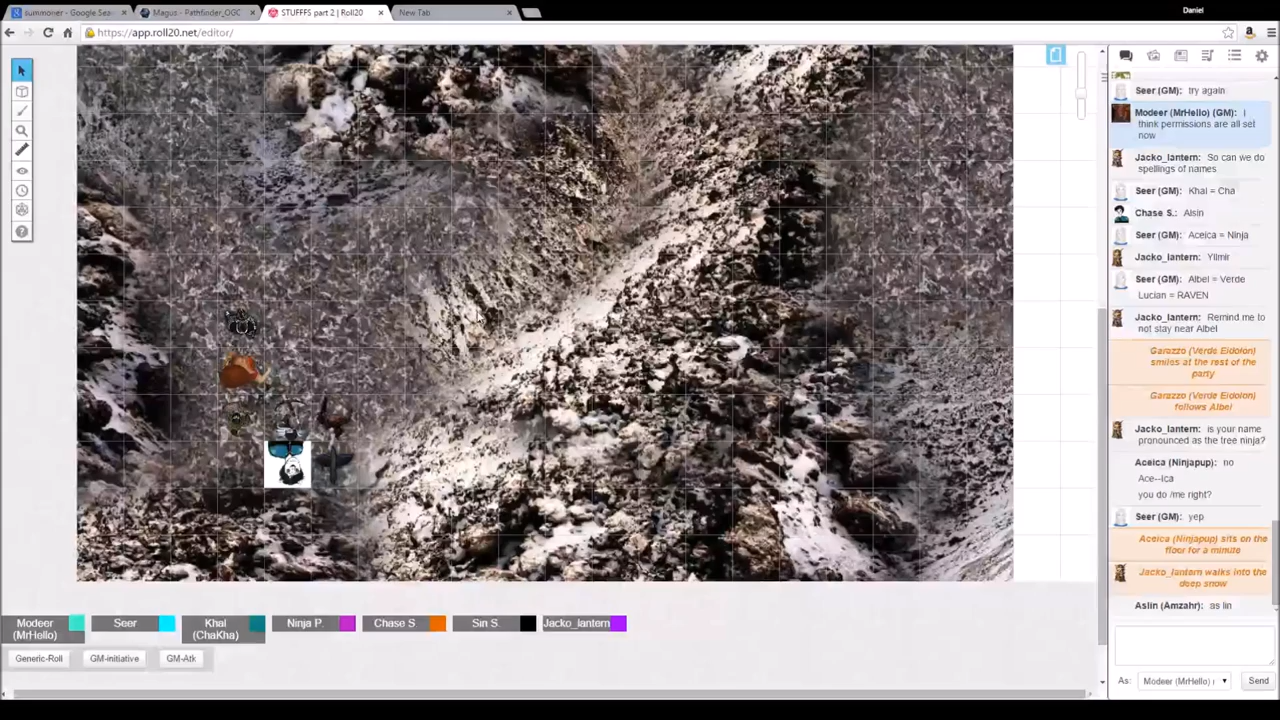 summoner - Google Sea
Magus - Pathfinder_OGC
STUFFFS part 2 | Roll20
New Tab
Daniel
https://app.roll20.net/editor/
Seer (GM): try again
Modeer (MrHello) (GM): I
think permissions are all set
now
Jacko_lantern: So can we do
spellings of names
Seer (GM): Khal = Cha
Chase S.: Alsin
Seer (GM): Aceica = Ninja
Jacko_lantern: Yilmir
Seer (GM): Albel = Verde
Lucian = RAVEN
Jacko_lantern: Remind me to
not stay near Albel
Garazzo (Verde Eidolon)
smiles at the rest of the
party
Garazzo (Verde Eidolon)
follows Albel
Jacko_lantern: is your name
pronounced as the tree ninja?
Aceica (Ninjapup): no
Ace--ica
you do /me right?
Seer (GM): yep
Aceica (Ninjapup) sits on the
floor for a minute
Jacko_lantern walks into the
deep snow
Aslin (Amzahr): as lin
Modeer
(MrHello)
Seer
Khal
(ChaKha)
Ninja P.
Chase S
Sin S.
Jacko_lantern
Generic-Roll
GM-initiative
GM-Atk
As:
Modeer (MrHello) (
Send